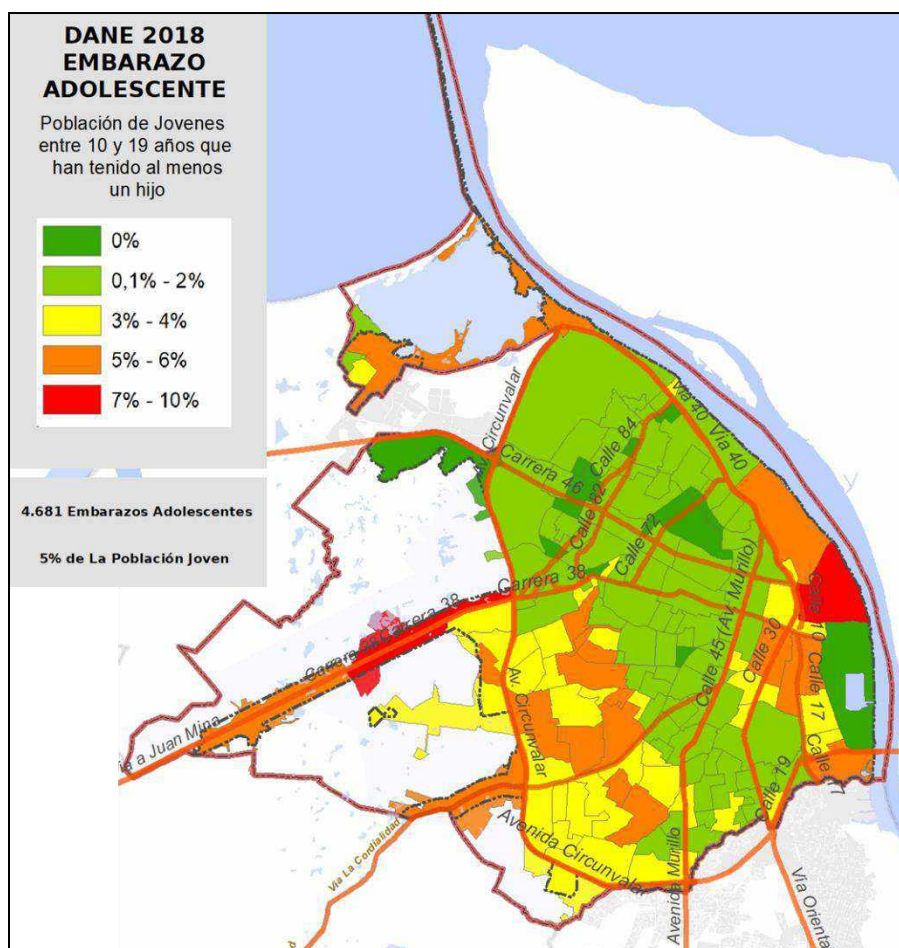 DANE 2018
EMBARAZO
ADOLESCENTE
Población de Jovenes
entre 10 y 19 años que
han tenido al menos
un hijo
0%
0,1% - 2%
3% - 4%
5% - 6%
7% - 10%
4.681 Embarazos Adolescentes
5% de La Población Joven
Av. Circunvalar
Vía 40
Vía 40
Calle 84
Carrera 46
Calle 82
Calle 72
Carrera 38
Carrera 38
Calle 45 (Av. Murillo)
Calle 30
Calle 10
Calle 17
Av. Circunvalar
Calle 19
Avenida Circunvalar
Vía La Cordialidad
Avenida Murillo
Vía Orient